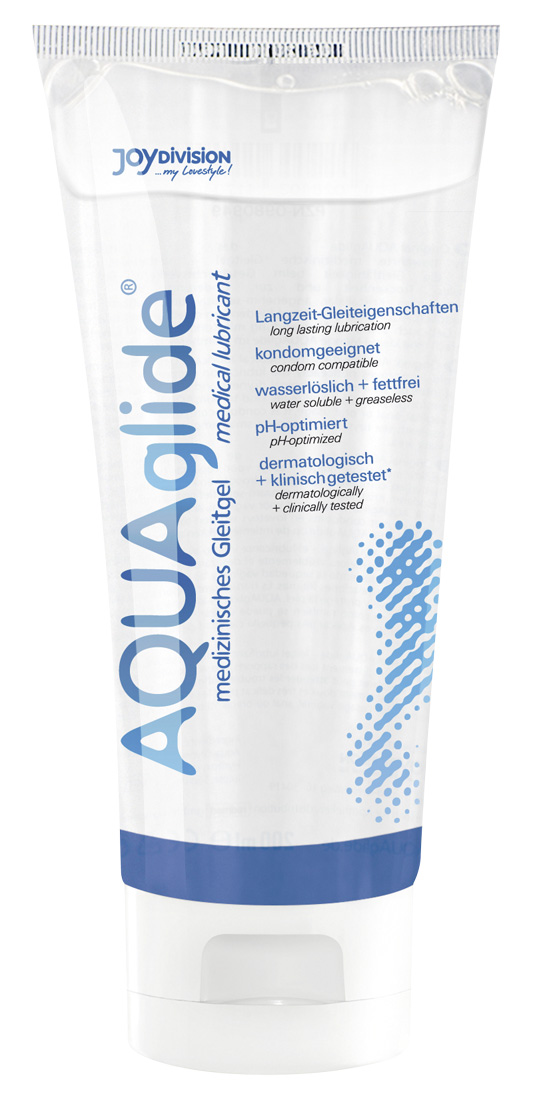 JOYDIVISION
...my Lovestyle!
AQUAglide®
medizinisches Gleitgel medical lubricant
Langzeit-Gleiteigenschaften
long lasting lubrication
kondomgeeignet
condom compatible
wasserlöslich + fettfrei
water soluble + greaseless
pH-optimiert
pH-optimized
dermatologisch
+ klinisch getestet*
dermatologically
+ clinically tested